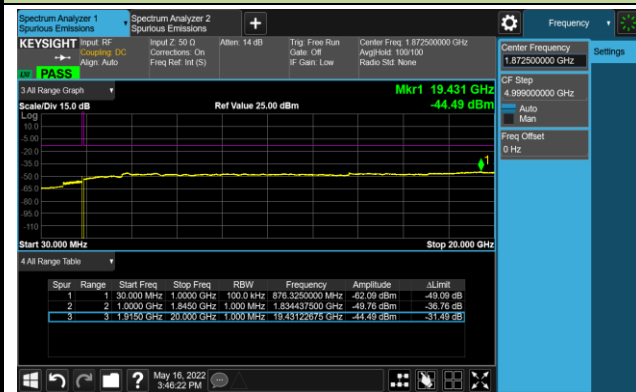 Spectrum Analyzer 1
Spurious Emissions
Spectrum Analyzer 2
Spurious Emissions
+
Frequency
KEYSIGHT Input: RF Input Z: 50 Ω Atten: 14 dB Trig: Free Run Center Freq: 1.872500000 GHz
Coupling: DC Corrections: On Gate: Off Avg|Hold: 100/100
Align: Auto Freq Ref: Int (S) IF Gain: Low Radio Std: None
PASS
Center Frequency
1.872500000 GHz
Settings
CF Step
4.999000000 GHz
Auto
Man
Freq Offset
0 Hz
3 All Range Graph
Mkr1 19.431 GHz
Scale/Div 15.0 dB Ref Value 25.00 dBm -44.49 dBm
Log
10.0
-5.00
-20.0
-35.0
-50.0
-65.0
-80.0
-95.0
-110
1
Start 30.000 MHz Stop 20.000 GHz
4 All Range Table
Spur Range Start Freq Stop Freq RBW Frequency Amplitude ΔLimit
1 1 30.000 MHz 1.0000 GHz 100.0 kHz 876.3250000 MHz -62.09 dBm -49.09 dB
2 2 1.0000 GHz 1.8450 GHz 1.000 MHz 1.834437500 GHz -49.76 dBm -36.76 dB
3 3 1.9150 GHz 20.000 GHz 1.000 MHz 19.43122675 GHz -44.49 dBm -31.49 dB
?
May 16, 2022
3:46:22 PM